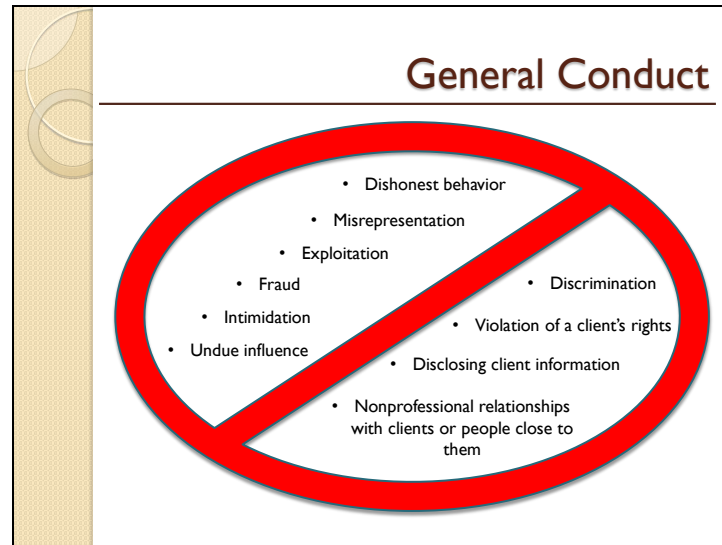 General Conduct
• Dishonest behavior
• Misrepresentation
• Exploitation
• Fraud
• Intimidation
• Undue influence
• Discrimination
• Violation of a client's rights
• Disclosing client information
• Nonprofessional relationships
with clients or people close to
them